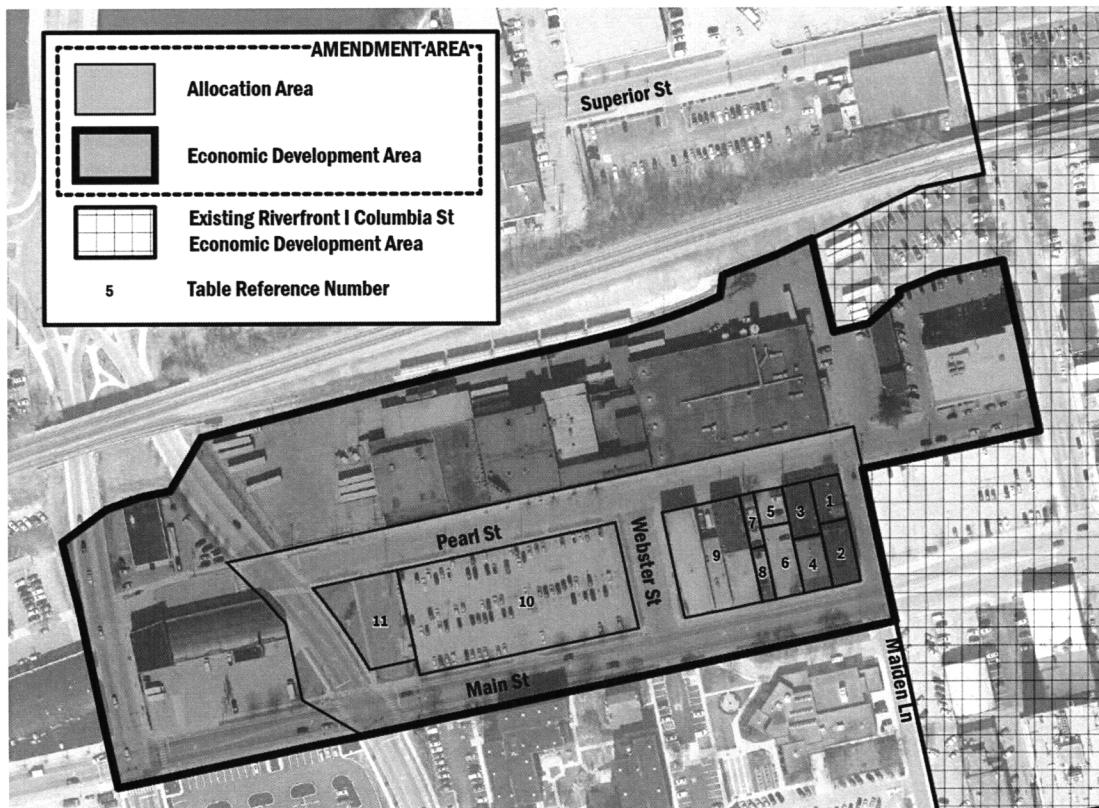 AMENDMENT AREA
Allocation Area
Economic Development Area
Existing Riverfront | Columbia St
Economic Development Area
5 Table Reference Number
Superior St
Pearl St
Webster St
Main St
Maiden Ln
1
2
3
4
5
6
7
8
9
10
11